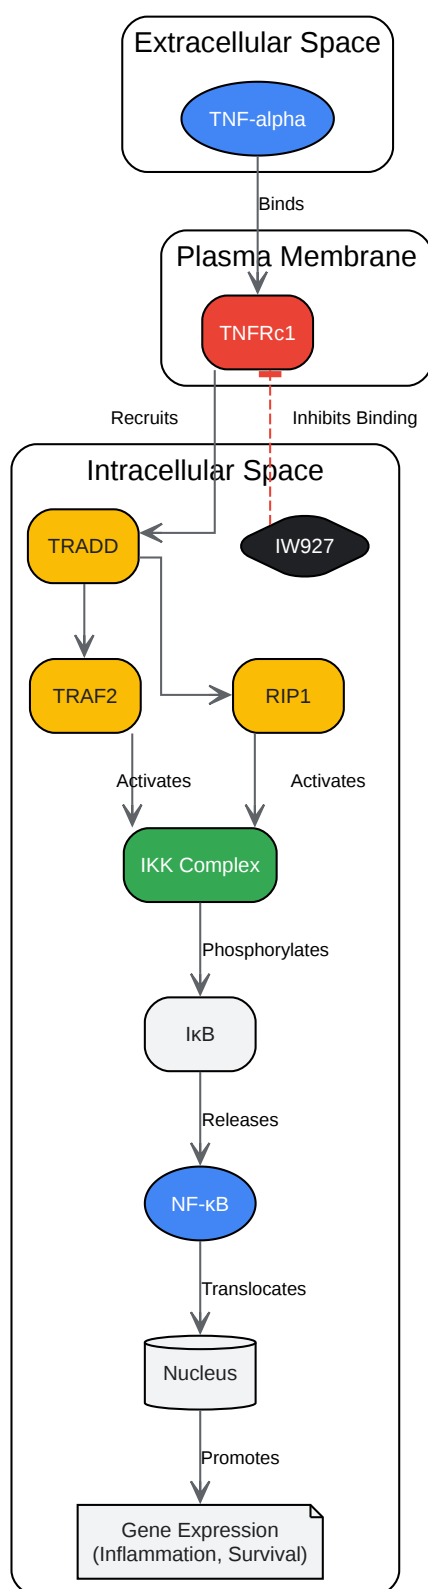 Extracellular Space
TNF-alpha
Binds
Plasma Membrane
TNFRc1
Recruits
Inhibits Binding
Intracellular Space
TRADD
IW927
TRAF2
RIP1
Activates
Activates
IKK Complex
Phosphorylates
IκB
Releases
NF-κB
Translocates
Nucleus
Promotes
Gene Expression
(Inflammation, Survival)